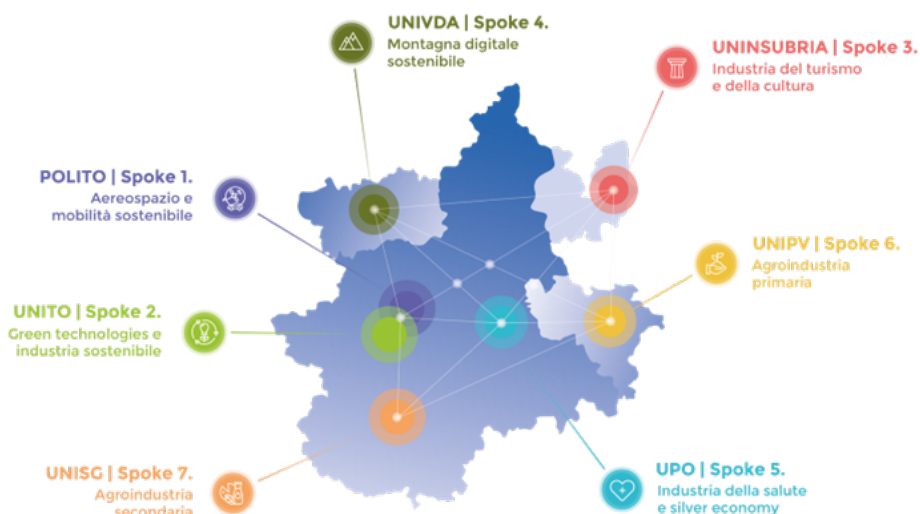 UNIVDA | Spoke 4.
Montagna digitale
sostenibile
UNINSUBRIA | Spoke 3.
Industria del turismo
e della cultura
POLITO | Spoke 1.
Aereospazio e
mobilità sostenibile
UNIPV | Spoke 6.
Agroindustria
primaria
UNITO | Spoke 2.
Green technologies e
industria sostenibile
UNISG | Spoke 7.
Agroindustria
secondaria
UPO | Spoke 5.
Industria della salute
e silver economy